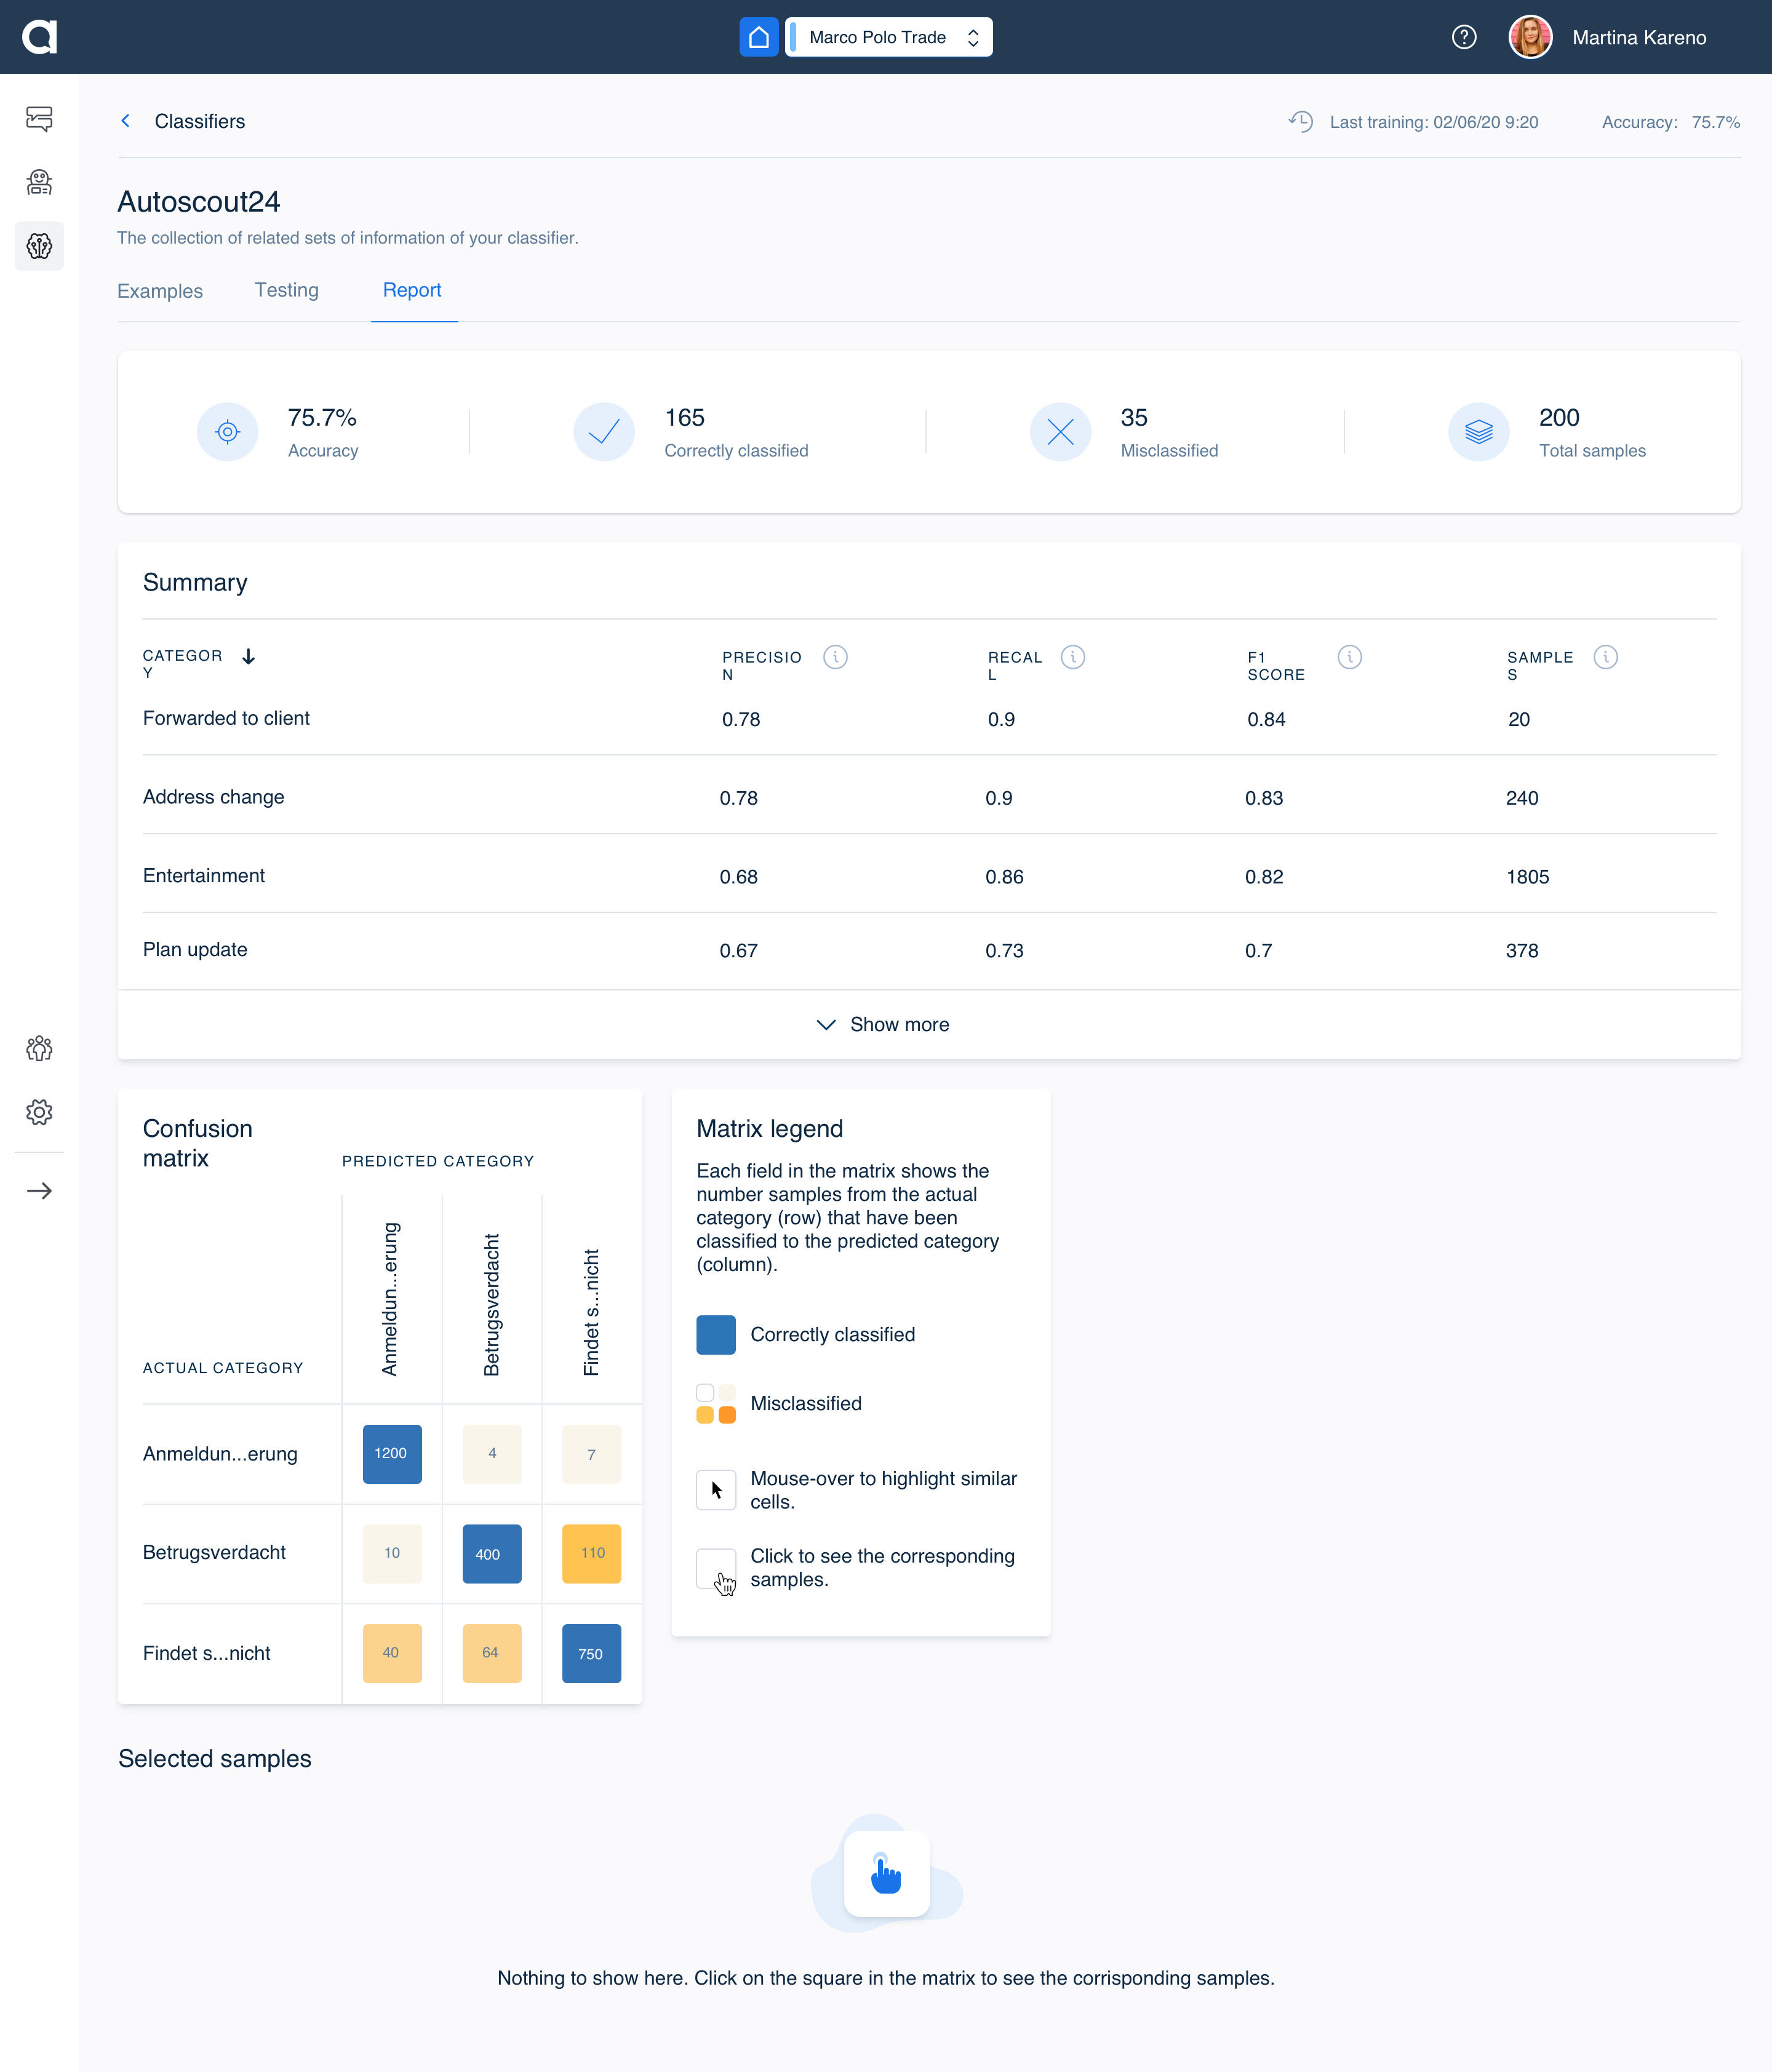 Marco Polo Trade
Martina Kareno
Classifiers
Last training: 02/06/20 9:20
Accuracy: 75.7%
Autoscout24
The collection of related sets of information of your classifier.
Examples
Testing
Report
75.7%
Accuracy
165
Correctly classified
35
Misclassified
200
Total samples
Summary
CATEGOR
Y
PRECISIO
N
RECAL
L
F1
SCORE
SAMPLE
S
Forwarded to client 0.78 0.9 0.84 20
Address change 0.78 0.9 0.83 240
Entertainment 0.68 0.86 0.82 1805
Plan update 0.67 0.73 0.7 378
Show more
Confusion
matrix
PREDICTED CATEGORY
Anmeldun...erung
Betrugsverdacht
Findet s...nicht
ACTUAL CATEGORY
Anmeldun...erung 1200 4 7
Betrugsverdacht 10 400 110
Findet s...nicht 40 64 750
Matrix legend
Each field in the matrix shows the
number samples from the actual
category (row) that have been
classified to the predicted category
(column).
Correctly classified
Misclassified
Mouse-over to highlight similar
cells.
Click to see the corresponding
samples.
Selected samples
Nothing to show here. Click on the square in the matrix to see the corrisponding samples.